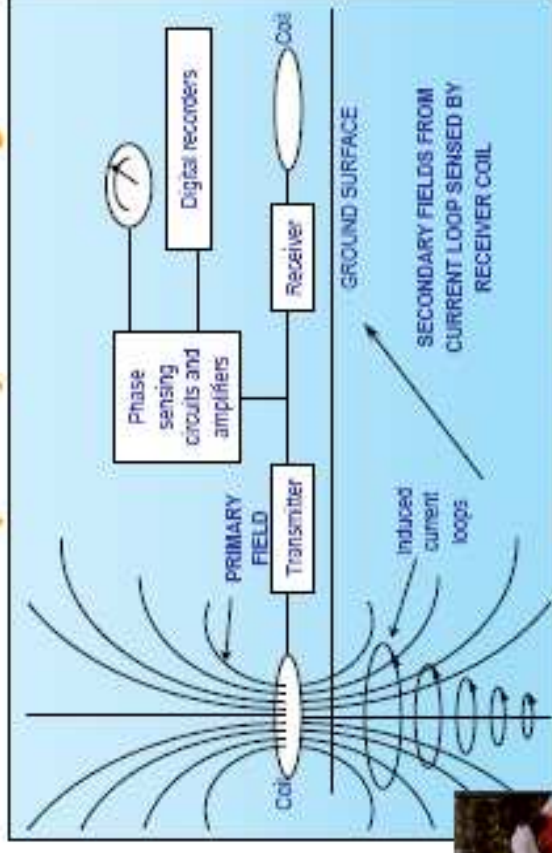 Phase
sensing
circuits and
amplifiers
Digital recorders
PRIMARY
FIELD
Coil
Transmitter
Receiver
Coil
GROUND SURFACE
Induced
current
loops
SECONDARY FIELDS FROM
CURRENT LOOP SENSED BY
RECEIVER COIL